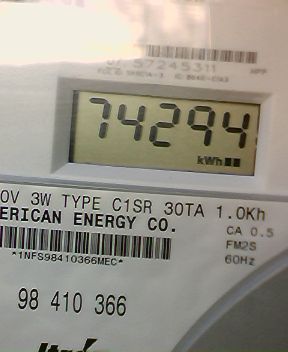 57245311
74294
kWh
0V 3W TYPE C1SR 30TA 1.0Kh
ERICAN ENERGY CO.
CA 0.5
FM2S
60Hz
*1NFS98410366MEC*
98 410 366